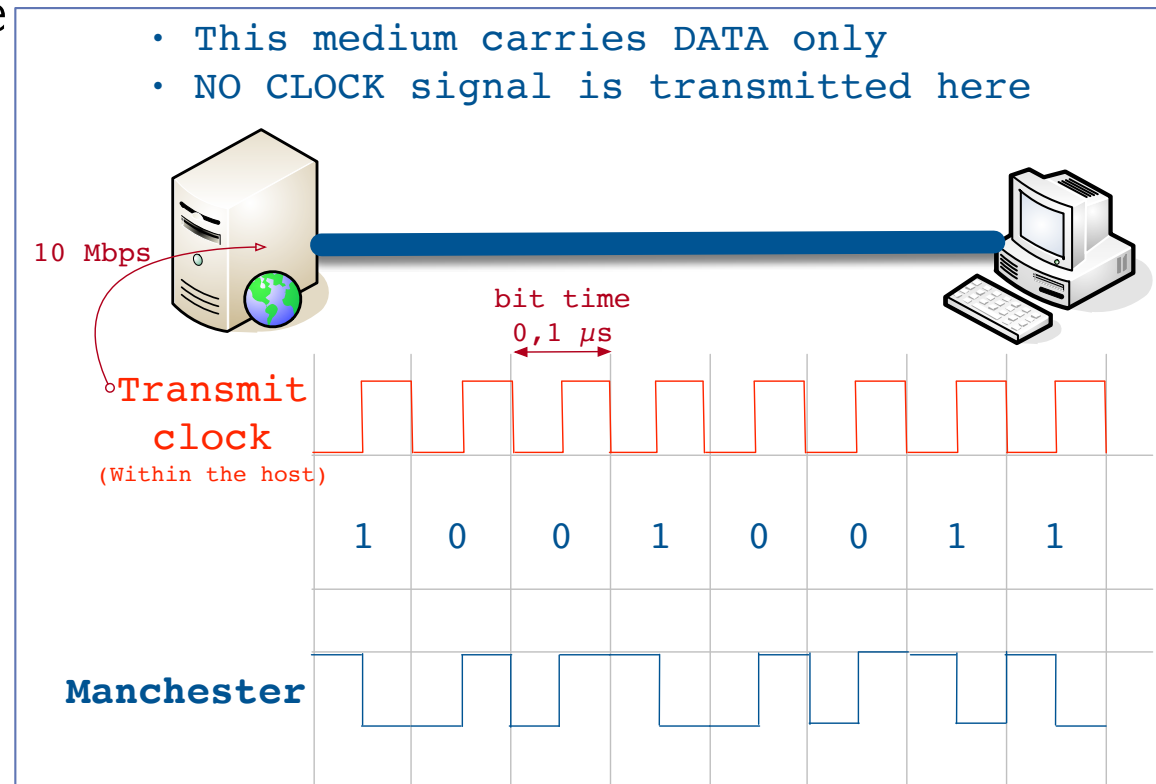 e
• This medium carries DATA only
• NO CLOCK signal is transmitted here
10 Mbps
bit time
0,1 µs
Transmit
clock
(Within the host)
1 0 0 1 0 0 1 1
Manchester